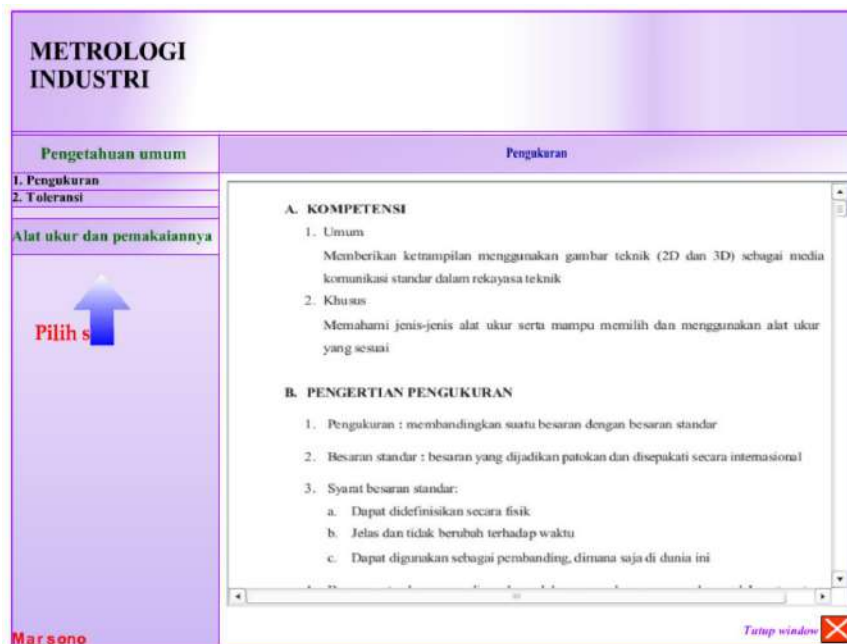 METROLOGI
INDUSTRI
Pengetahuan umum
1. Pengukuran
2. Toleransi
Alat ukur dan pemakaiannya
Pilih s
Marsono
Pengukuran
A. KOMPETENSI
1. Umum
Memberikan ketrampilan menggunakan gambar teknik (2D dan 3D) sebagai media
komunikasi standar dalam rekayasa teknik
2. Khusus
Memahami jenis-jenis alat ukur serta mampu memilih dan menggunakan alat ukur
yang sesuai
B. PENGERTIAN PENGUKURAN
1. Pengukuran : membandingkan suatu besaran dengan besaran standar
2. Besaran standar : besaran yang dijadikan patokan dan disepakati secara internasional
3. Syarat besaran standar:
a. Dapat didefinisikan secara fisik
b. Jelas dan tidak berubah terhadap waktu
c. Dapat digunakan sebagai pembanding, dimana saja di dunia ini
Tutup window